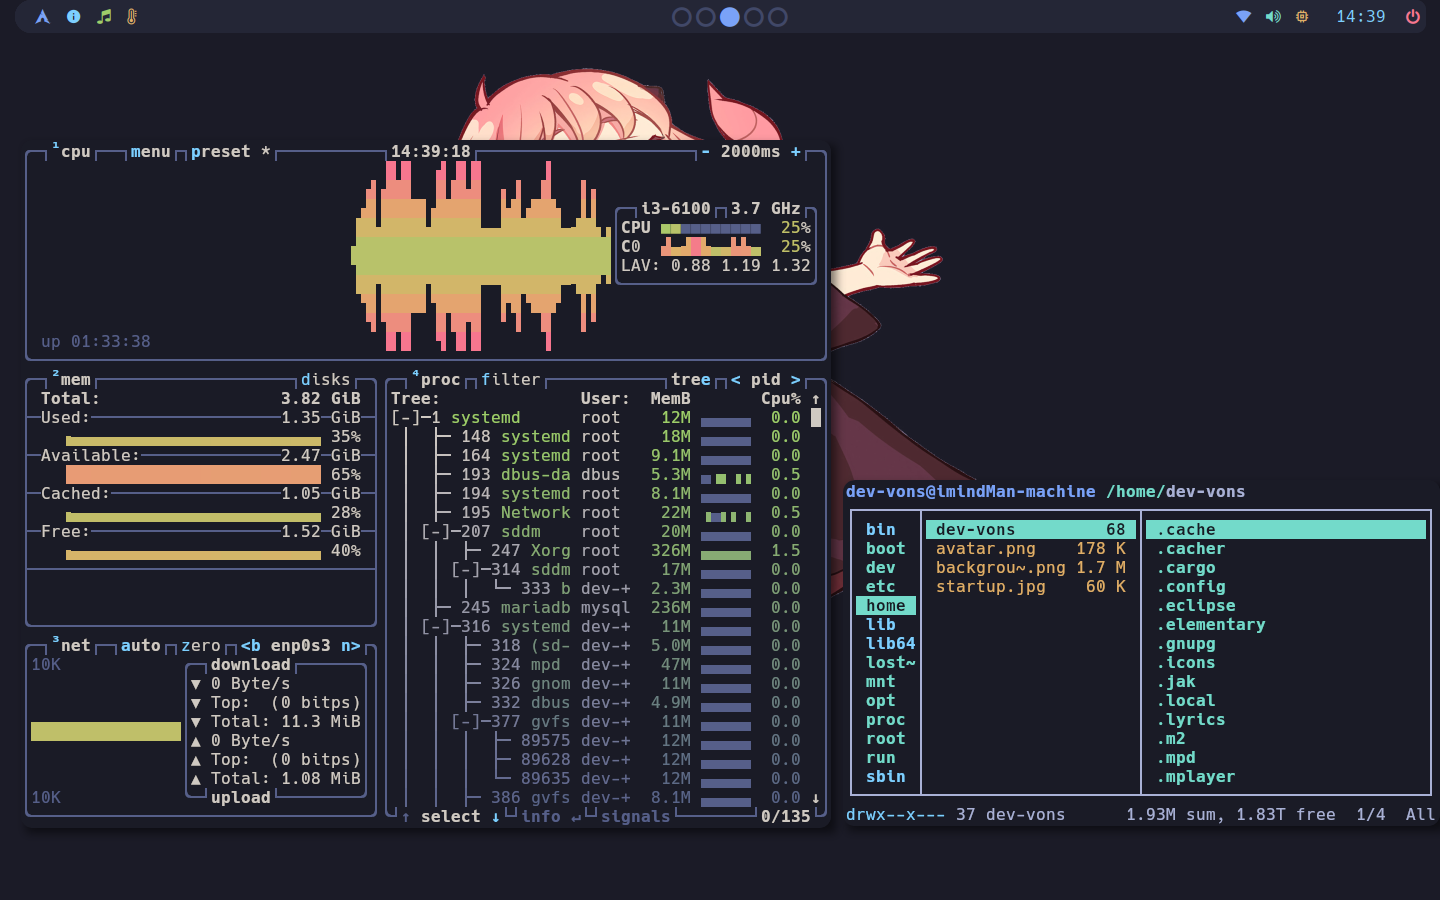 14:39
¹cpu menu preset * 14:39:18 - 2000ms +
i3-6100 3.7 GHz
CPU 25%
C0 25%
LAV: 0.88 1.19 1.32
up 01:33:38
²mem disks
Total: 3.82 GiB
Used: 1.35 GiB
35%
Available: 2.47 GiB
65%
Cached: 1.05 GiB
28%
Free: 1.52 GiB
40%
³net auto zero <b enp0s3 n>
10K
download
▼ 0 Byte/s
▼ Top: (0 bitps)
▼ Total: 11.3 MiB
▲ 0 Byte/s
▲ Top: (0 bitps)
▲ Total: 1.08 MiB
10K
upload
⁴proc filter tree < pid >
Tree: User: MemB Cpu% ↑
[-]─1 systemd root 12M 0.0
├─ 148 systemd root 18M 0.0
├─ 164 systemd root 9.1M 0.0
├─ 193 dbus-da dbus 5.3M 0.5
├─ 194 systemd root 8.1M 0.0
├─ 195 Network root 22M 0.5
[-]─207 sddm root 20M 0.0
├─ 247 Xorg root 326M 1.5
[-]─314 sddm root 17M 0.0
└─ 333 b dev-+ 2.3M 0.0
├─ 245 mariadb mysql 236M 0.0
[-]─316 systemd dev-+ 11M 0.0
├─ 318 (sd- dev-+ 5.0M 0.0
├─ 324 mpd dev-+ 47M 0.0
├─ 326 gnom dev-+ 11M 0.0
├─ 332 dbus dev-+ 4.9M 0.0
[-]─377 gvfs dev-+ 11M 0.0
├─ 89575 dev-+ 12M 0.0
├─ 89628 dev-+ 12M 0.0
└─ 89635 dev-+ 12M 0.0
├─ 386 gvfs dev-+ 8.1M 0.0 ↓
↑ select ↓ info ↵ signals 0/135
dev-vons@imindMan-machine /home/dev-vons
bin
boot
dev
etc
home
lib
lib64
lost~
mnt
opt
proc
root
run
sbin
dev-vons 68
avatar.png 178 K
backgrou~.png 1.7 M
startup.jpg 60 K
.cache
.cacher
.cargo
.config
.eclipse
.elementary
.gnupg
.icons
.jak
.local
.lyrics
.m2
.mpd
.mplayer
drwx--x--- 37 dev-vons 1.93M sum, 1.83T free 1/4 All